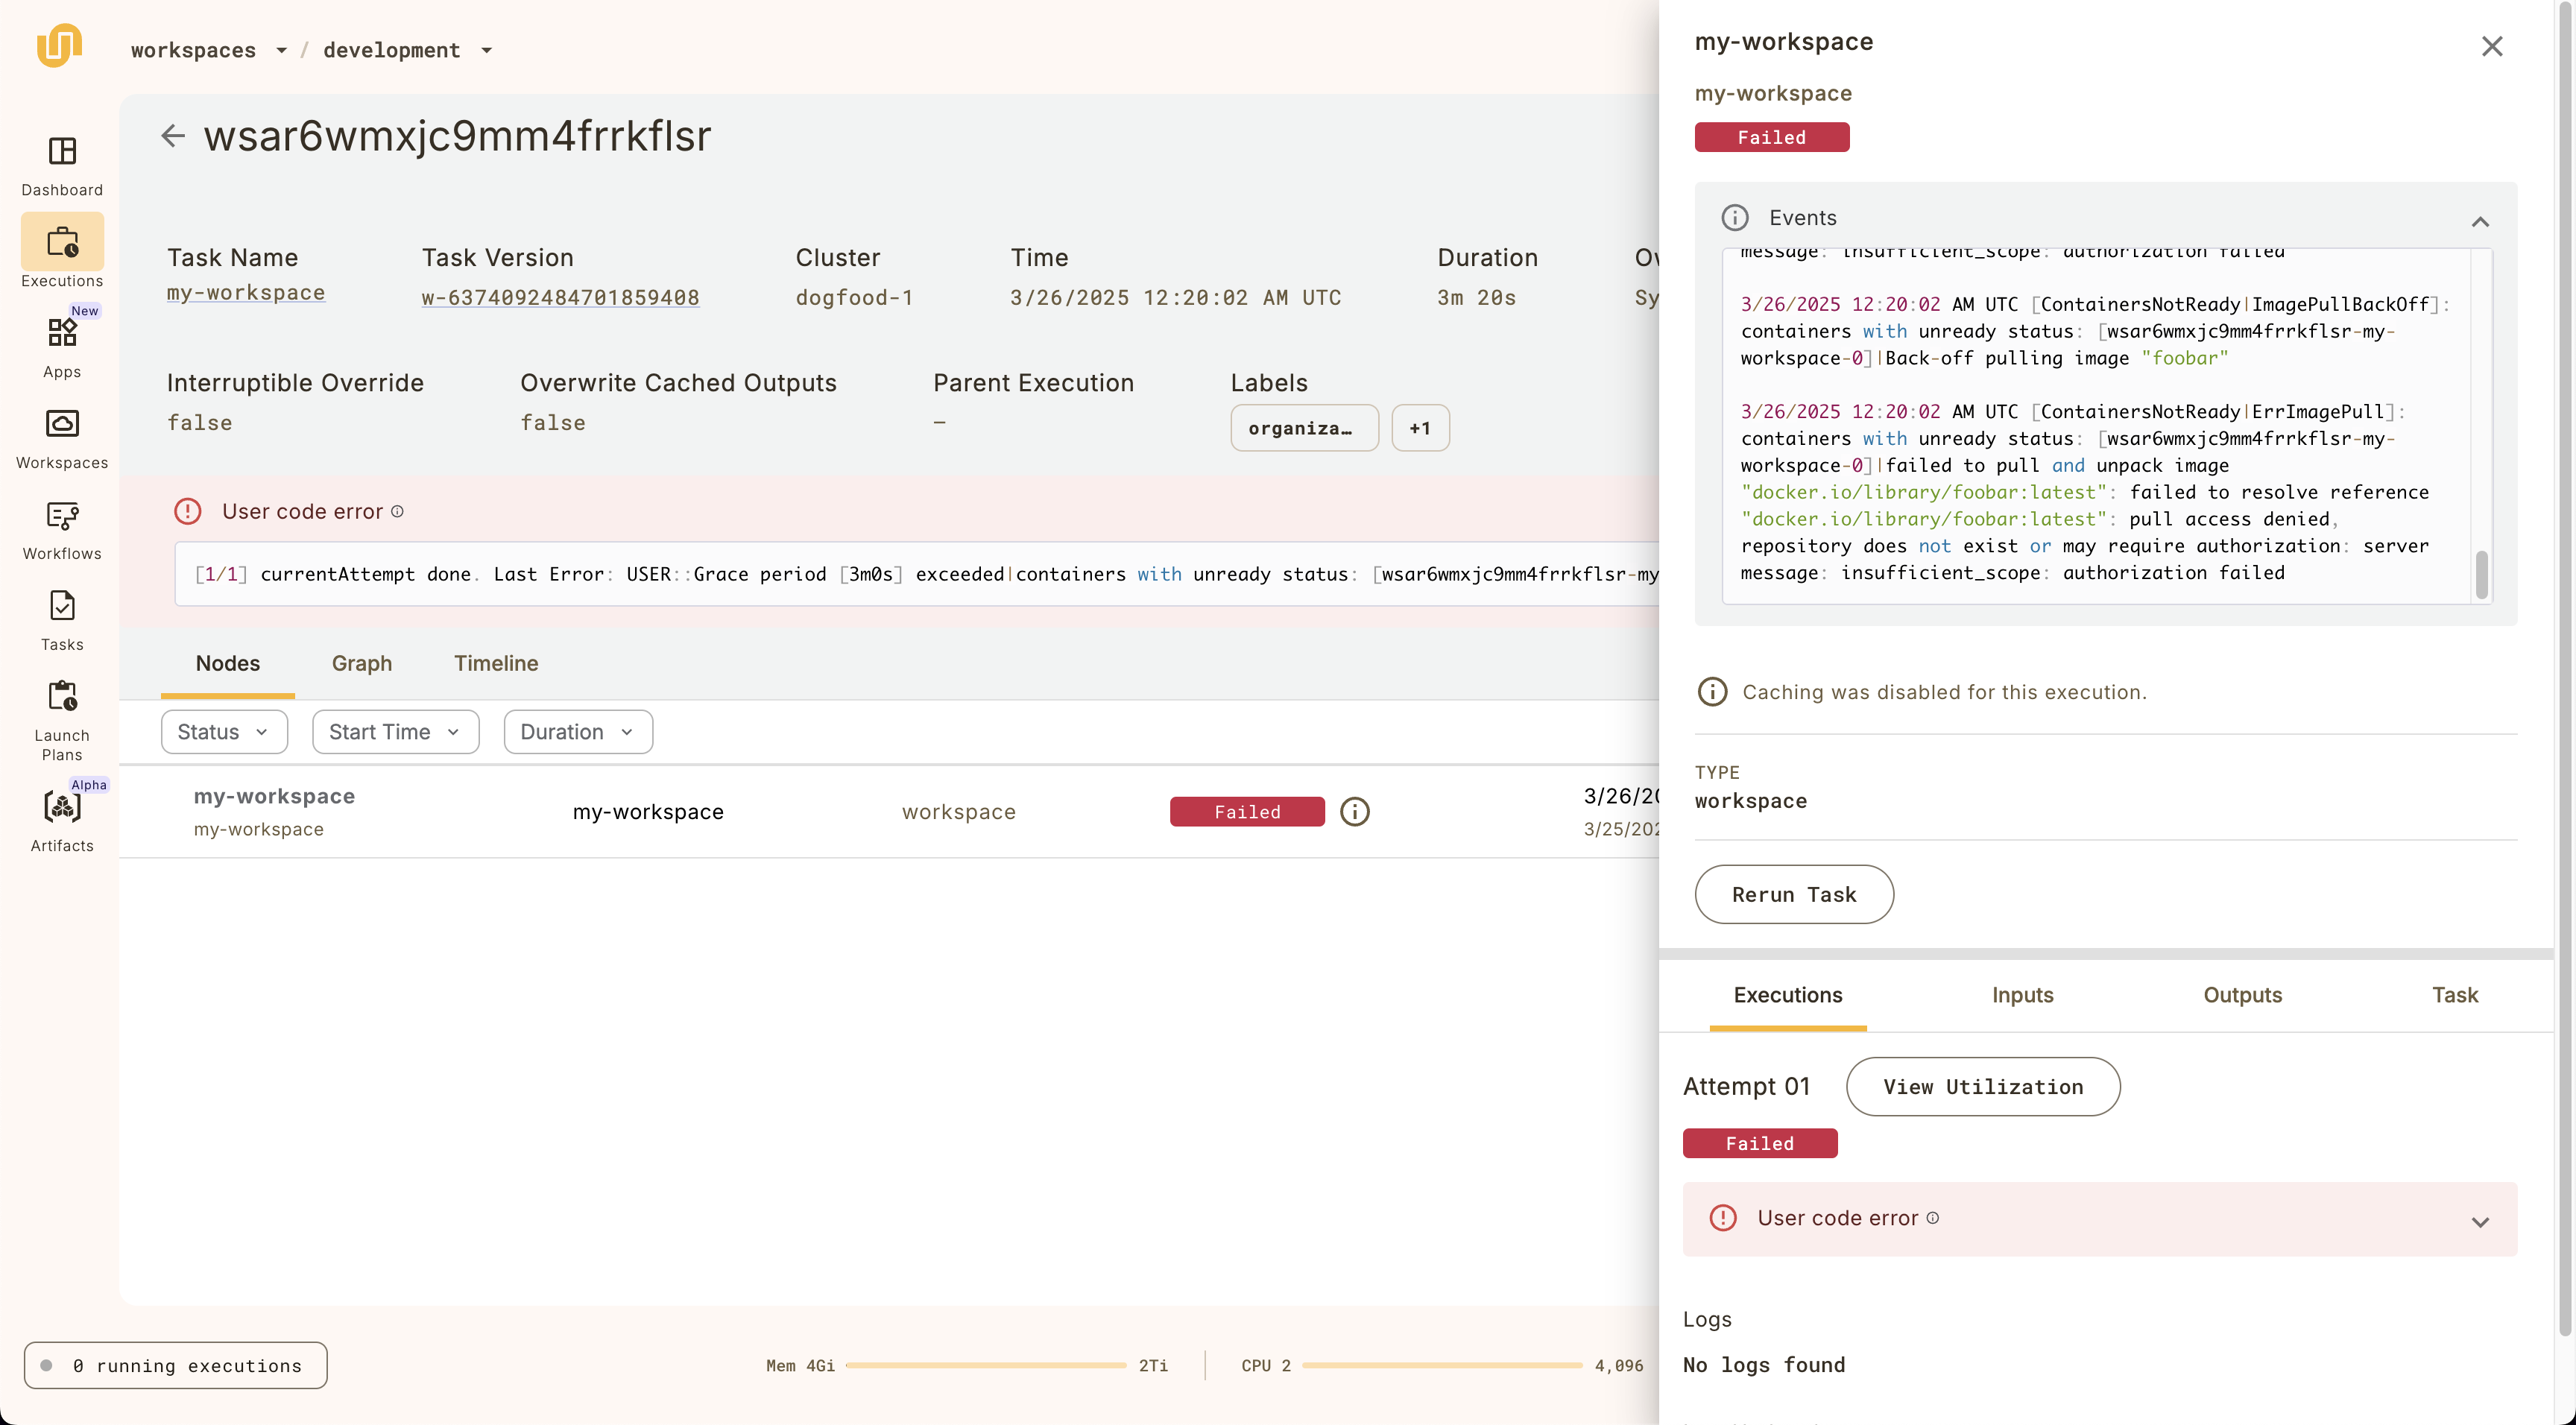 workspaces / development
Dashboard
Executions
New
Apps
Workspaces
Workflows
Tasks
Launch
Plans
Alpha
Artifacts
wsar6wmxjc9mm4frrkflsr
Task Name
my-workspace
Task Version
w-6374092484701859408
Cluster
dogfood-1
Time
3/26/2025 12:20:02 AM UTC
Duration
3m 20s
Sy
Interruptible Override
false
Overwrite Cached Outputs
false
Parent Execution
–
Labels
organiza…
+1
User code error
[1/1] currentAttempt done. Last Error: USER::Grace period [3m0s] exceeded|containers with unready status: [wsar6wmxjc9mm4frrkflsr-my
Nodes
Graph
Timeline
Status
Start Time
Duration
my-workspace
my-workspace
my-workspace
workspace
Failed
3/26/20
3/25/202
0 running executions
Mem 4Gi
2Ti
CPU 2
4,096
my-workspace
my-workspace
Failed
Events
message: insufficient_scope: authorization failed
3/26/2025 12:20:02 AM UTC [ContainersNotReady|ImagePullBackOff]:
containers with unready status: [wsar6wmxjc9mm4frrkflsr-my-
workspace-0]|Back-off pulling image "foobar"
3/26/2025 12:20:02 AM UTC [ContainersNotReady|ErrImagePull]:
containers with unready status: [wsar6wmxjc9mm4frrkflsr-my-
workspace-0]|failed to pull and unpack image
"docker.io/library/foobar:latest": failed to resolve reference
"docker.io/library/foobar:latest": pull access denied,
repository does not exist or may require authorization: server
message: insufficient_scope: authorization failed
Caching was disabled for this execution.
TYPE
workspace
Rerun Task
Executions
Inputs
Outputs
Task
Attempt 01
View Utilization
Failed
User code error
Logs
No logs found